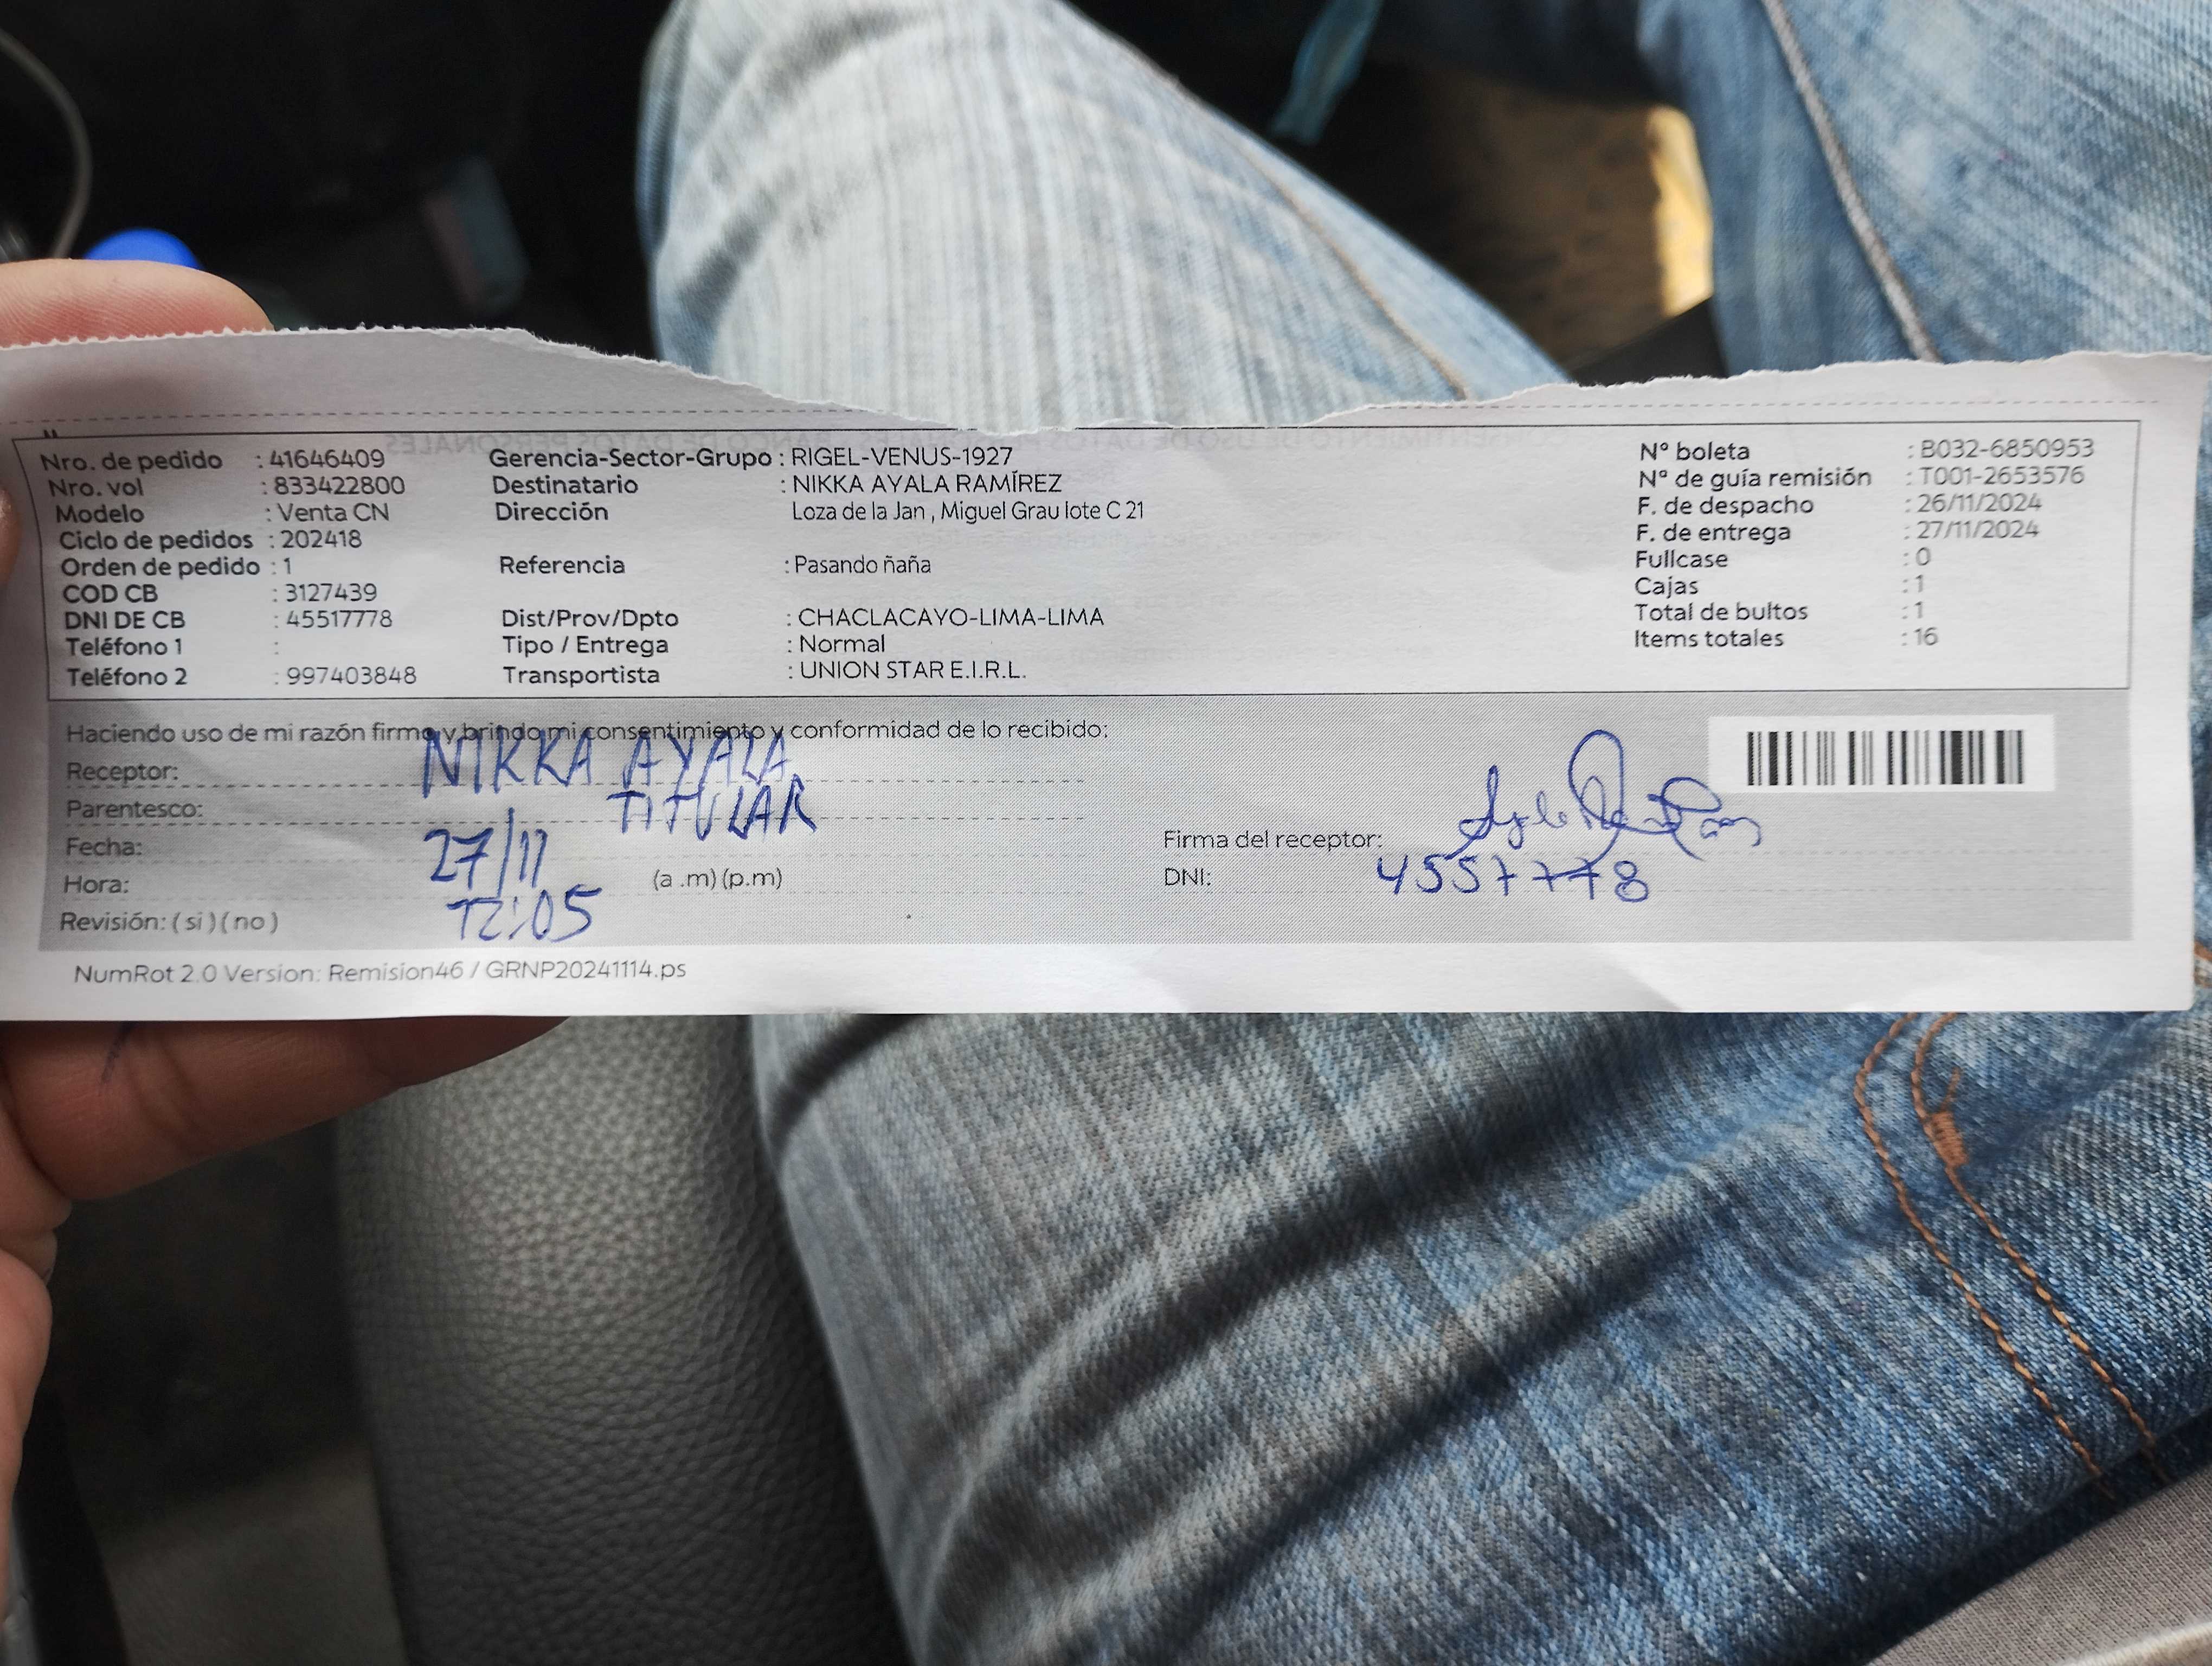 Nro. de pedido : 41646409
Nro. vol : 833422800
Modelo : Venta CN
Ciclo de pedidos : 202418
Orden de pedido : 1
COD CB : 3127439
DNI DE CB : 45517778
Teléfono 1 :
Teléfono 2 : 997403848
Gerencia-Sector-Grupo : RIGEL-VENUS-1927
Destinatario : NIKKA AYALA RAMÍREZ
Dirección Loza de la Jan , Miguel Grau lote C 21
Referencia : Pasando ñaña
Dist/Prov/Dpto : CHACLACAYO-LIMA-LIMA
Tipo / Entrega : Normal
Transportista : UNION STAR E.I.R.L.
Nº boleta : B032-6850953
Nº de guía remisión : T001-2653576
F. de despacho : 26/11/2024
F. de entrega : 27/11/2024
Fullcase : 0
Cajas : 1
Total de bultos : 1
Items totales : 16
Haciendo uso de mi razón firmo y brindo mi consentimiento y conformidad de lo recibido:
Receptor: NIKKA AYALA
Parentesco: TITULAR
Fecha: 27/11
Hora: 12:05 (a .m) (p.m)
Revisión: ( si ) ( no )
Firma del receptor:
DNI: 4557778
NumRot 2.0 Version: Remision46 / GRNP20241114.ps